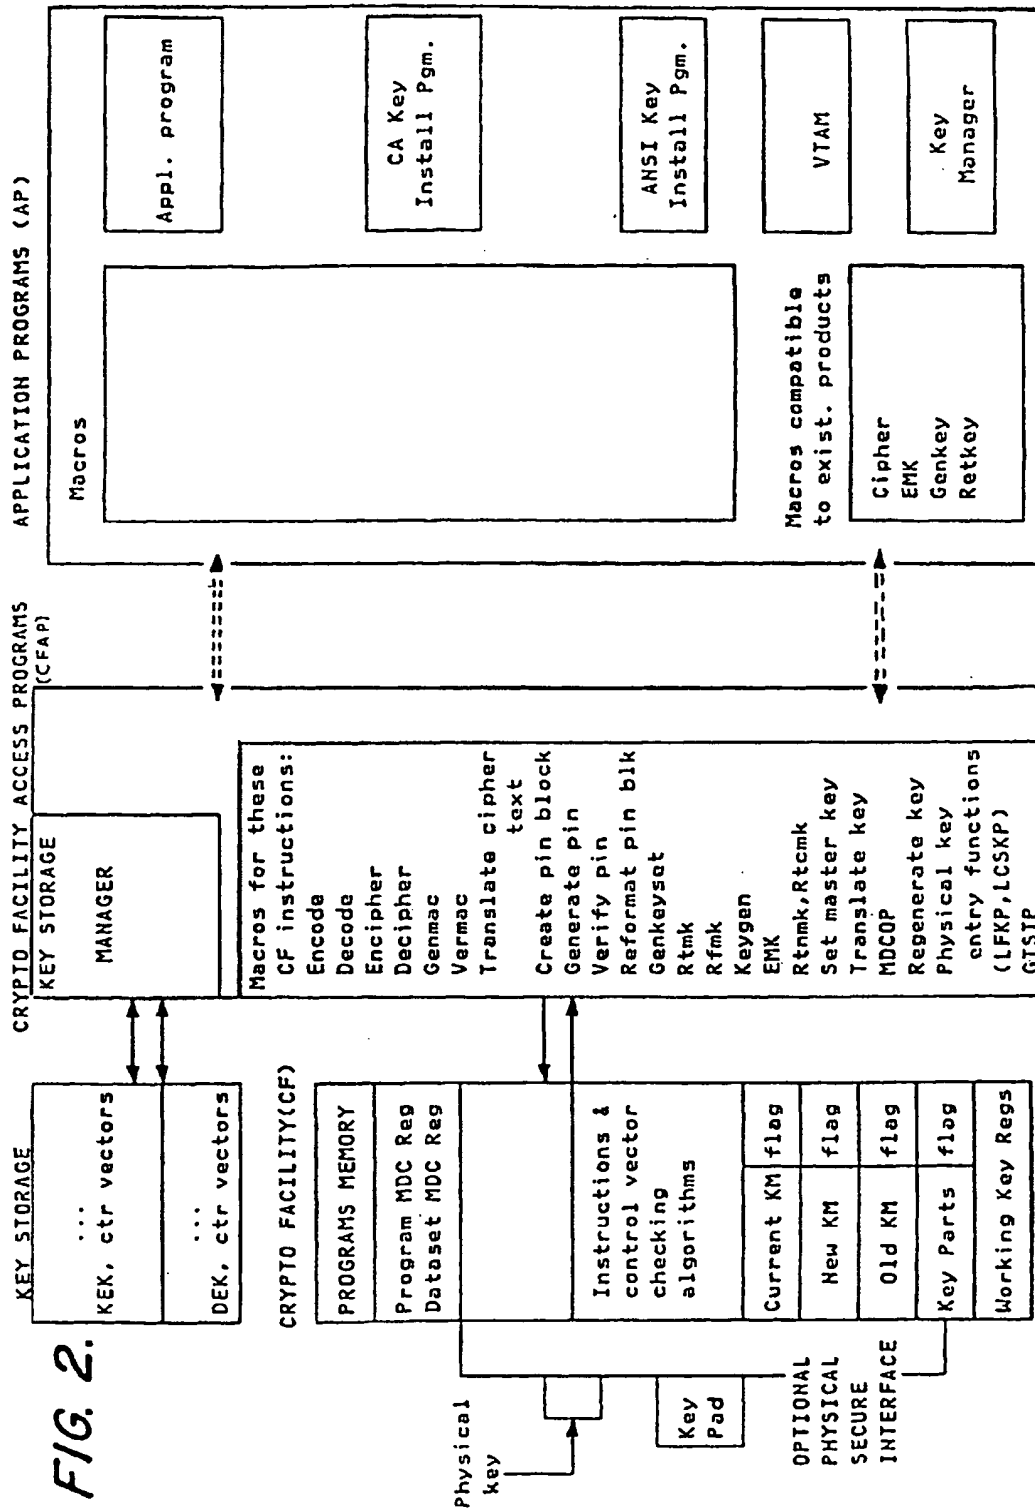 FIG. 2.
KEY STORAGE
...
KEK, ctr vectors
...
DEK, ctr vectors
CRYPTO FACILITY(CF)
PROGRAMS MEMORY
Program MDC Reg
Dataset MDC Reg
Instructions &
control vector
checking
algorithms
Current KM
flag
New KM
flag
Old KM
flag
Key Parts
flag
Working Key Regs
Physical
key
Key
Pad
OPTIONAL
PHYSICAL
SECURE
INTERFACE
CRYPTO FACILITY ACCESS PROGRAMS
(CFAP)
KEY STORAGE
MANAGER
Macros for these
CF instructions:
Encode
Decode
Encipher
Decipher
Genmac
Vermac
Translate cipher
text
Create pin block
Generate pin
Verify pin
Reformat pin blk
Genkeyset
Rtmk
Rfmk
Keygen
EMK
Rtnmk,Rtcmk
Set master key
Translate key
MDCOP
Regenerate key
Physical key
entry functions
(LFKP,LCSKP)
APPLICATION PROGRAMS (AP)
Macros
Macros compatible
to exist. products
Cipher
EMK
Genkey
Retkey
Appl. program
CA Key
Install Pgm.
ANSI Key
Install Pgm.
VTAM
Key
Manager